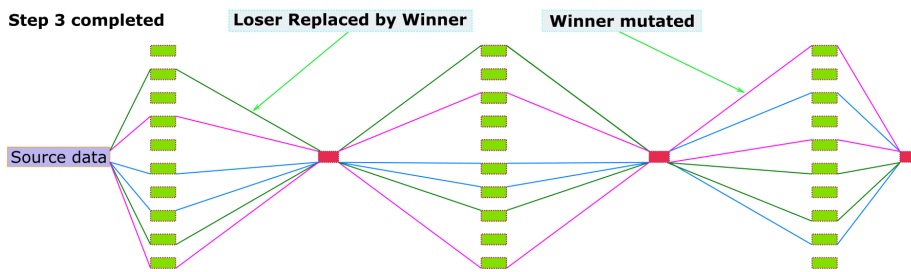 Step 3 completed
Loser Replaced by Winner
Winner mutated
Source data